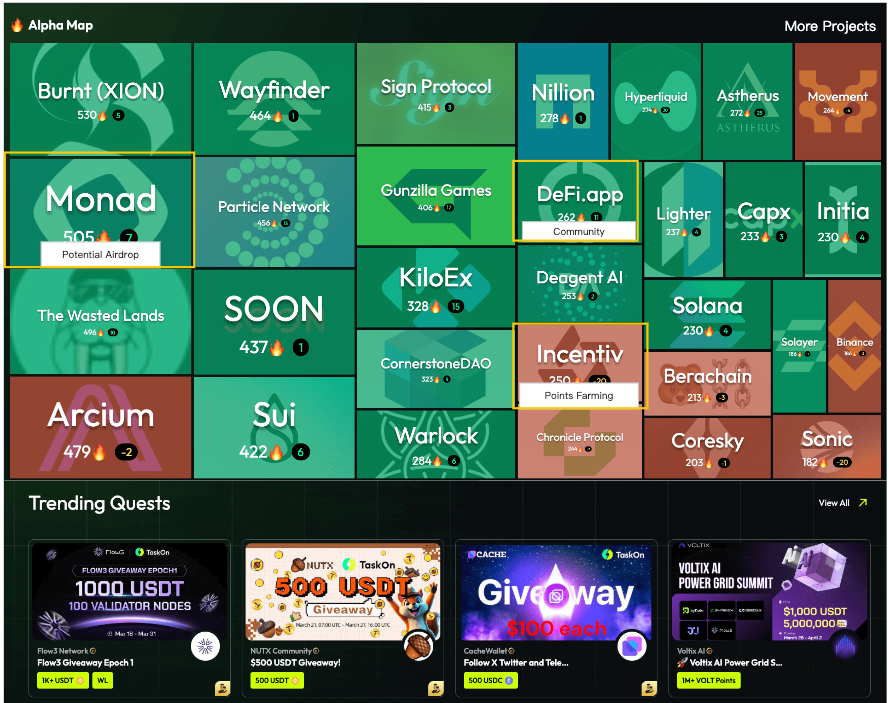 🔥 Alpha Map
More Projects
Burnt (XION)
530🔥 5
Wayfinder
464🔥 1
Sign Protocol
415🔥 3
Nillion
278🔥 1
Hyperliquid
274🔥 20
Astherus
272🔥 25
ASTHERUS
Movement
264🔥
Monad
505🔥 7
Potential Airdrop
Particle Network
456🔥 13
Gunzilla Games
406🔥 17
DeFi.app
262🔥 11
Community
Lighter
237🔥 4
Capx
233🔥 3
Initia
230🔥 4
The Wasted Lands
496🔥 10
SOON
437🔥 1
KiloEx
328🔥 15
Deagent AI
253🔥 2
Solana
230🔥 4
Solayer
186🔥
Binance
186🔥
CornerstoneDAO
323🔥
Incentiv
250🔥 -20
Points Farming
Berachain
213🔥 -3
Arcium
479🔥 -2
Sui
422🔥 6
Warlock
284🔥 6
Chronicle Protocol
244🔥
Coresky
203🔥 -1
Sonic
182🔥 -20
Trending Quests
View All
FlowG | TaskOn
FLOW3 GIVEAWAY EPOCH1
1000 USDT
100 VALIDATOR NODES
Mar 18 - Mar 31
Flow3 Network
Flow3 Giveaway Epoch 1
1K+ USDT
WL
NUTX TaskOn
500 USDT
Giveaway
March 21, 07:00 UTC - March 27, 16:00 UTC
NUTX Community
$500 USDT Giveaway!
500 USDT
CACHE
TaskOn
Giveaway
$100 each
CacheWallet
Follow X Twitter and Tele...
500 USDC
VOLTIX
VOLTIX AI
POWER GRID SUMMIT
$1,000 USDT
5,000,000
March 26 - April 2
Voltix AI
🚀 Voltix AI Power Grid S...
1M+ VOLT Points